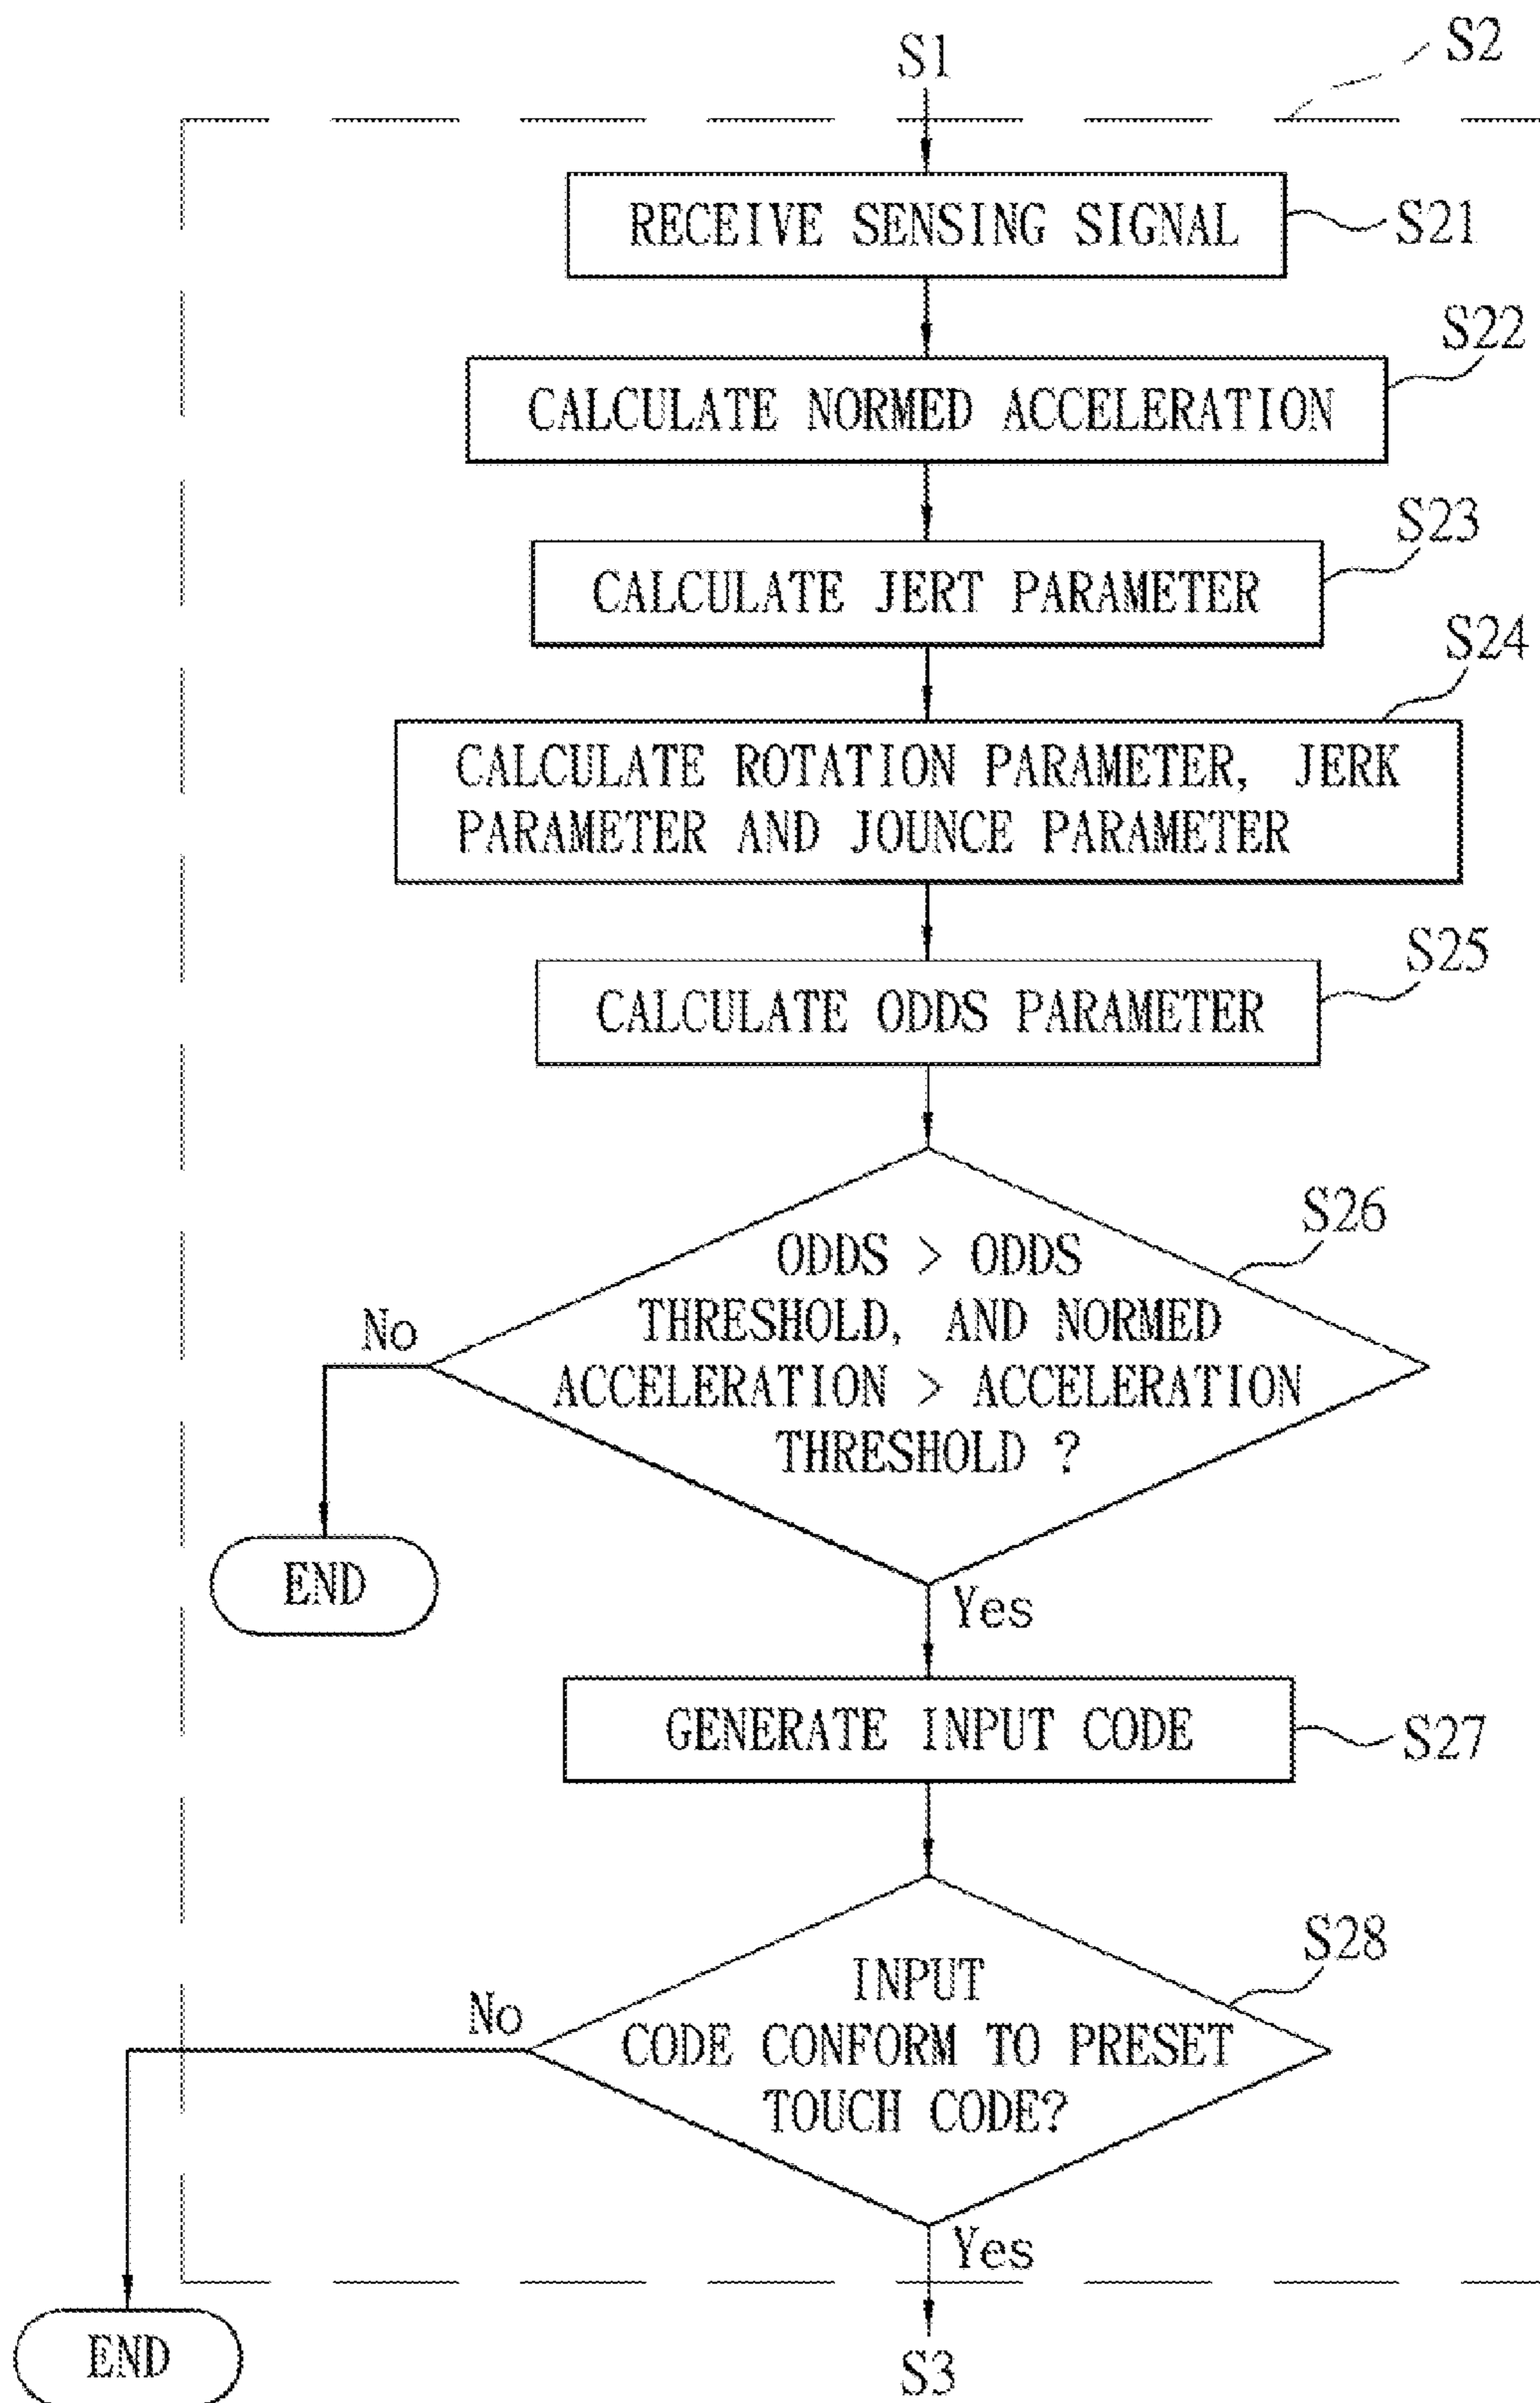 S2
S1
RECEIVE SENSING SIGNAL
S21
S22
CALCULATE NORMED ACCELERATION
S23
CALCULATE JERT PARAMETER
S24
CALCULATE ROTATION PARAMETER, JERK
PARAMETER AND JOUNCE PARAMETER
S25
CALCULATE ODDS PARAMETER
S26
ODDS > ODDS
THRESHOLD, AND NORMED
ACCELERATION > ACCELERATION
THRESHOLD ?
No
END
Yes
GENERATE INPUT CODE
S27
S28
INPUT
CODE CONFORM TO PRESET
TOUCH CODE?
No
Yes
END
S3